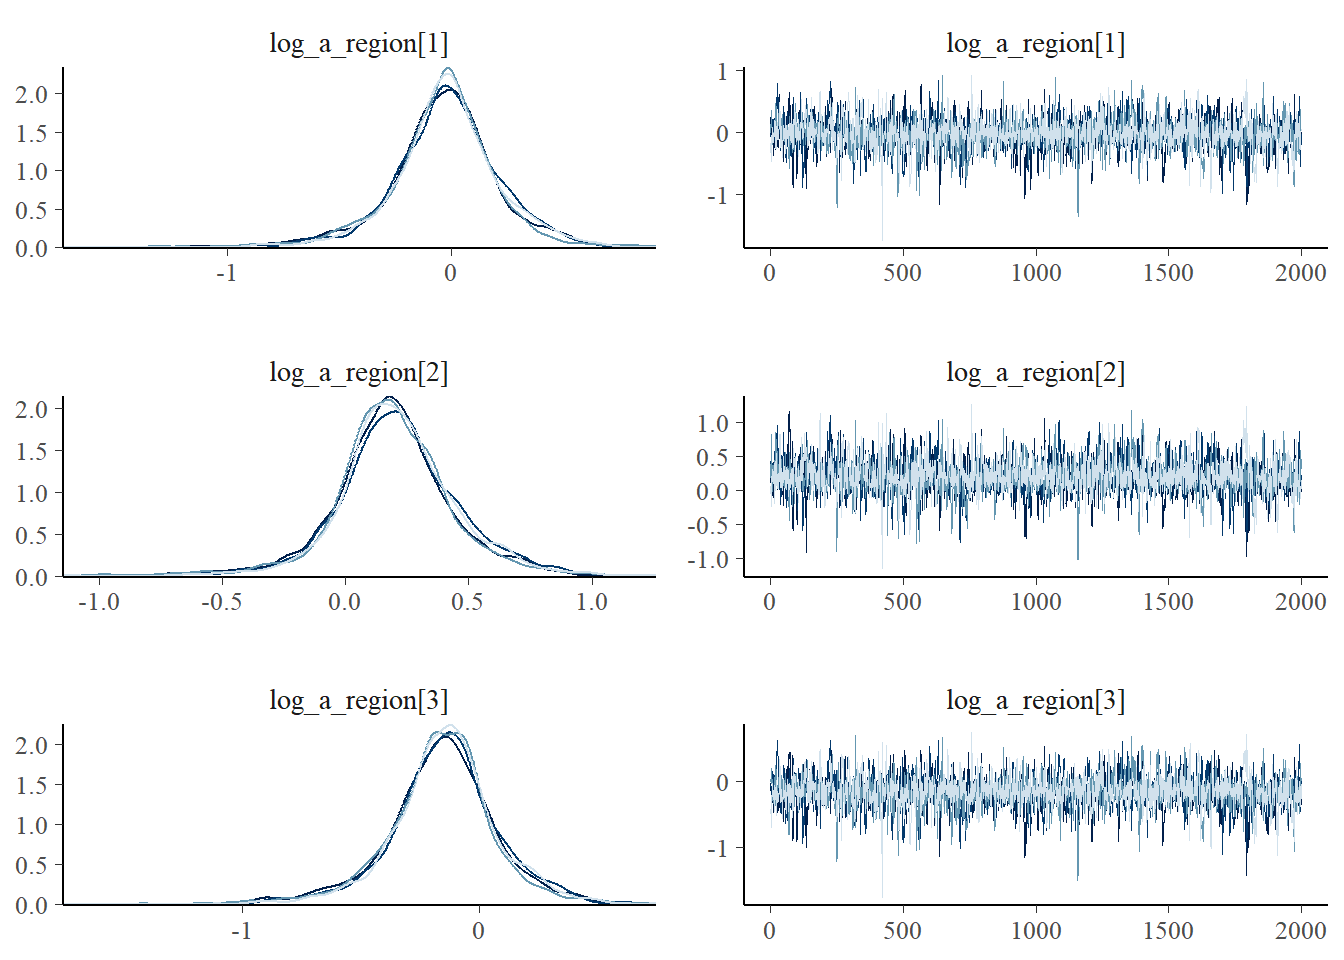 log_a_region[1] log_a_region[1]
2.0 1
1.5
1.0 0
0.5 -1
0.0
-1 0 0 500 1000 1500 2000
log_a_region[2] log_a_region[2]
2.0 1.0
1.5 0.5
1.0 0.0
0.5 -0.5
0.0 -1.0
-1.0 -0.5 0.0 0.5 1.0 0 500 1000 1500 2000
log_a_region[3] log_a_region[3]
2.0
1.5 0
1.0
0.5 -1
0.0
-1 0 0 500 1000 1500 2000